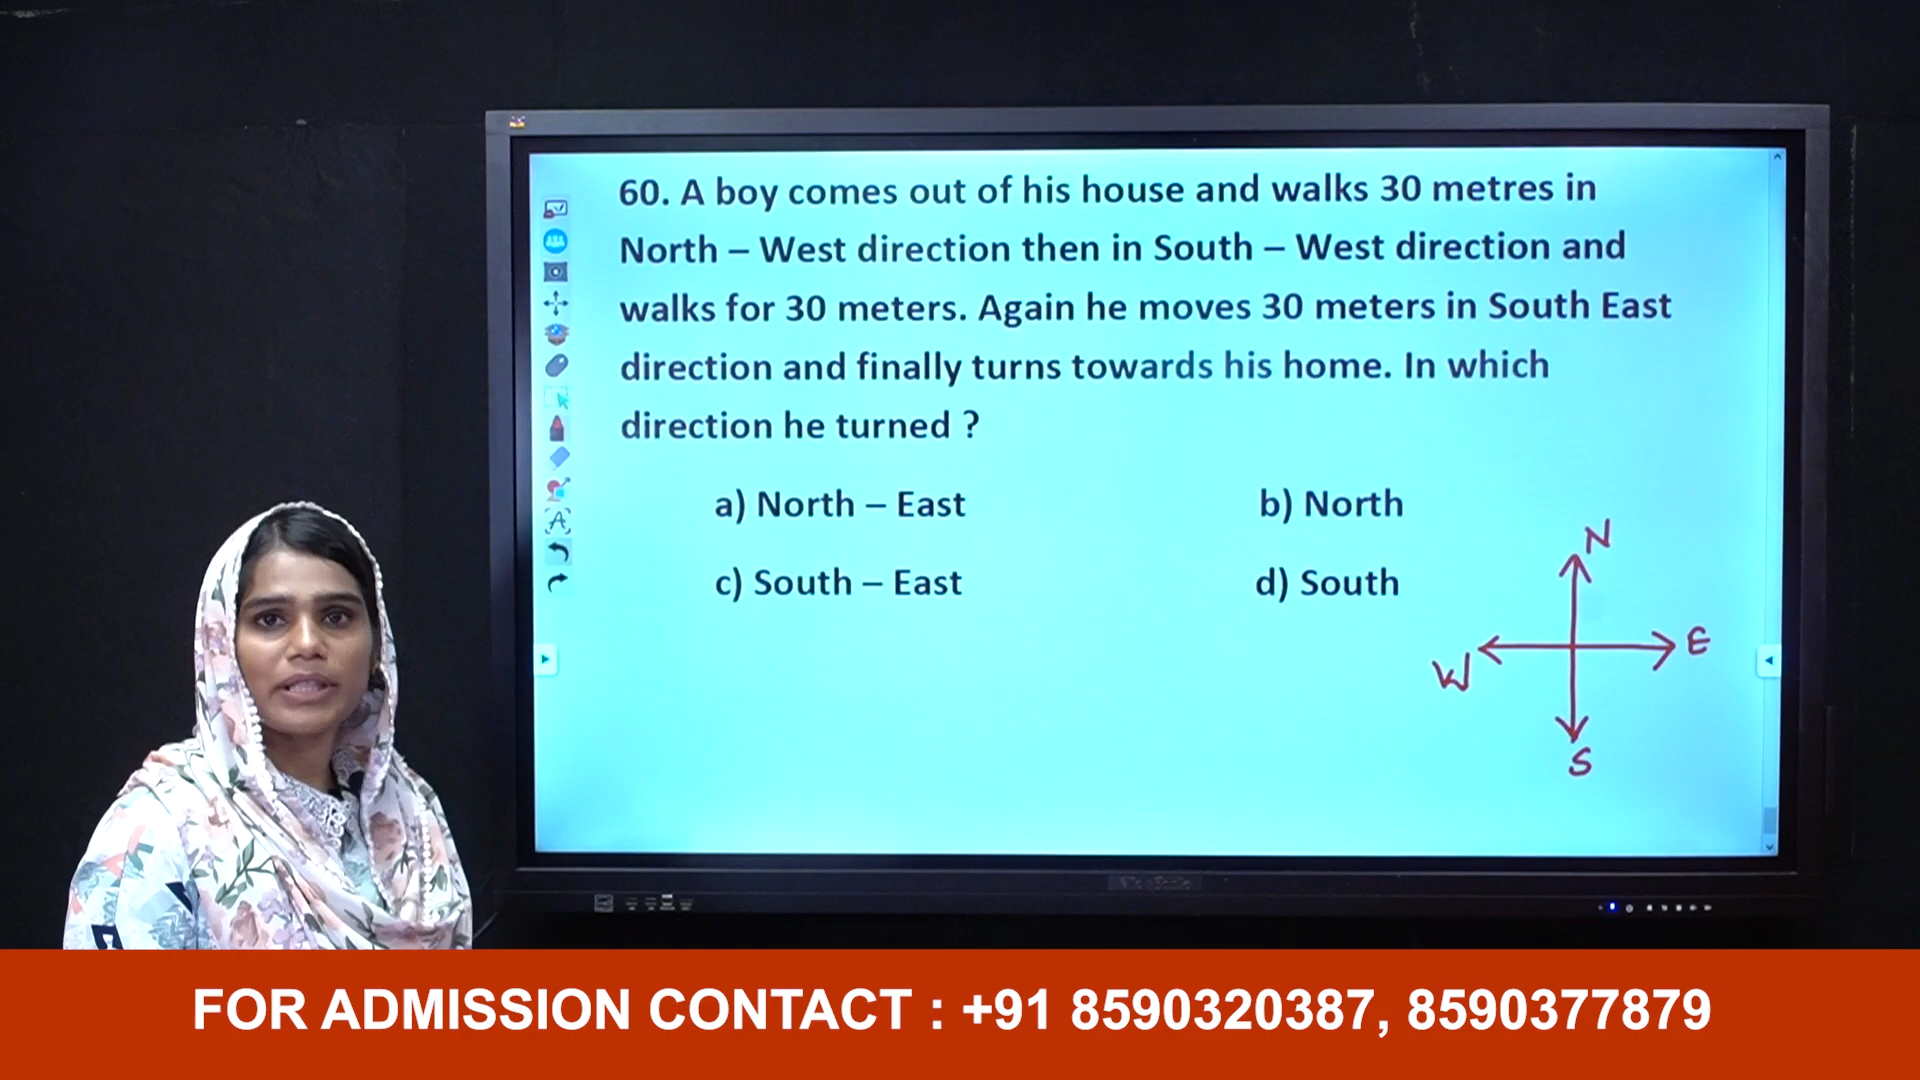 60. A boy comes out of his house and walks 30 metres in
North – West direction then in South – West direction and
walks for 30 meters. Again he moves 30 meters in South East
direction and finally turns towards his home. In which
direction he turned ?
a) North – East
b) North
c) South – East
d) South
N
W
E
S
FOR ADMISSION CONTACT : +91 8590320387, 8590377879